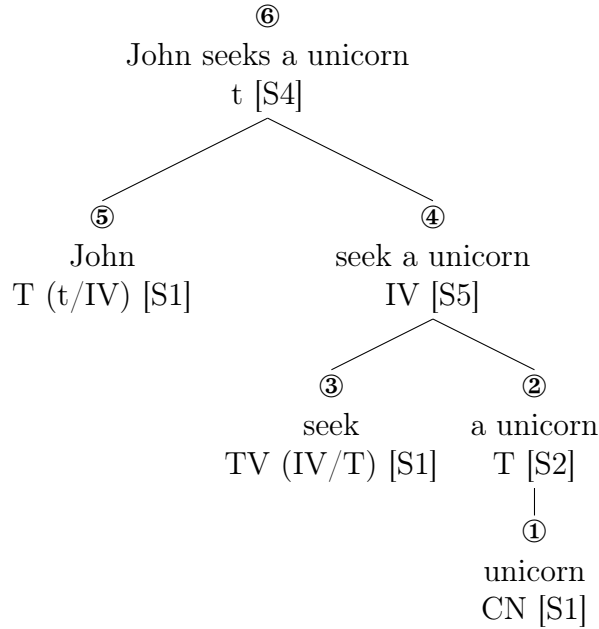 ⑥
John seeks a unicorn
t [S4]
⑤
John
T (t/IV) [S1]
④
seek a unicorn
IV [S5]
③
seek
TV (IV/T) [S1]
②
a unicorn
T [S2]
①
unicorn
CN [S1]